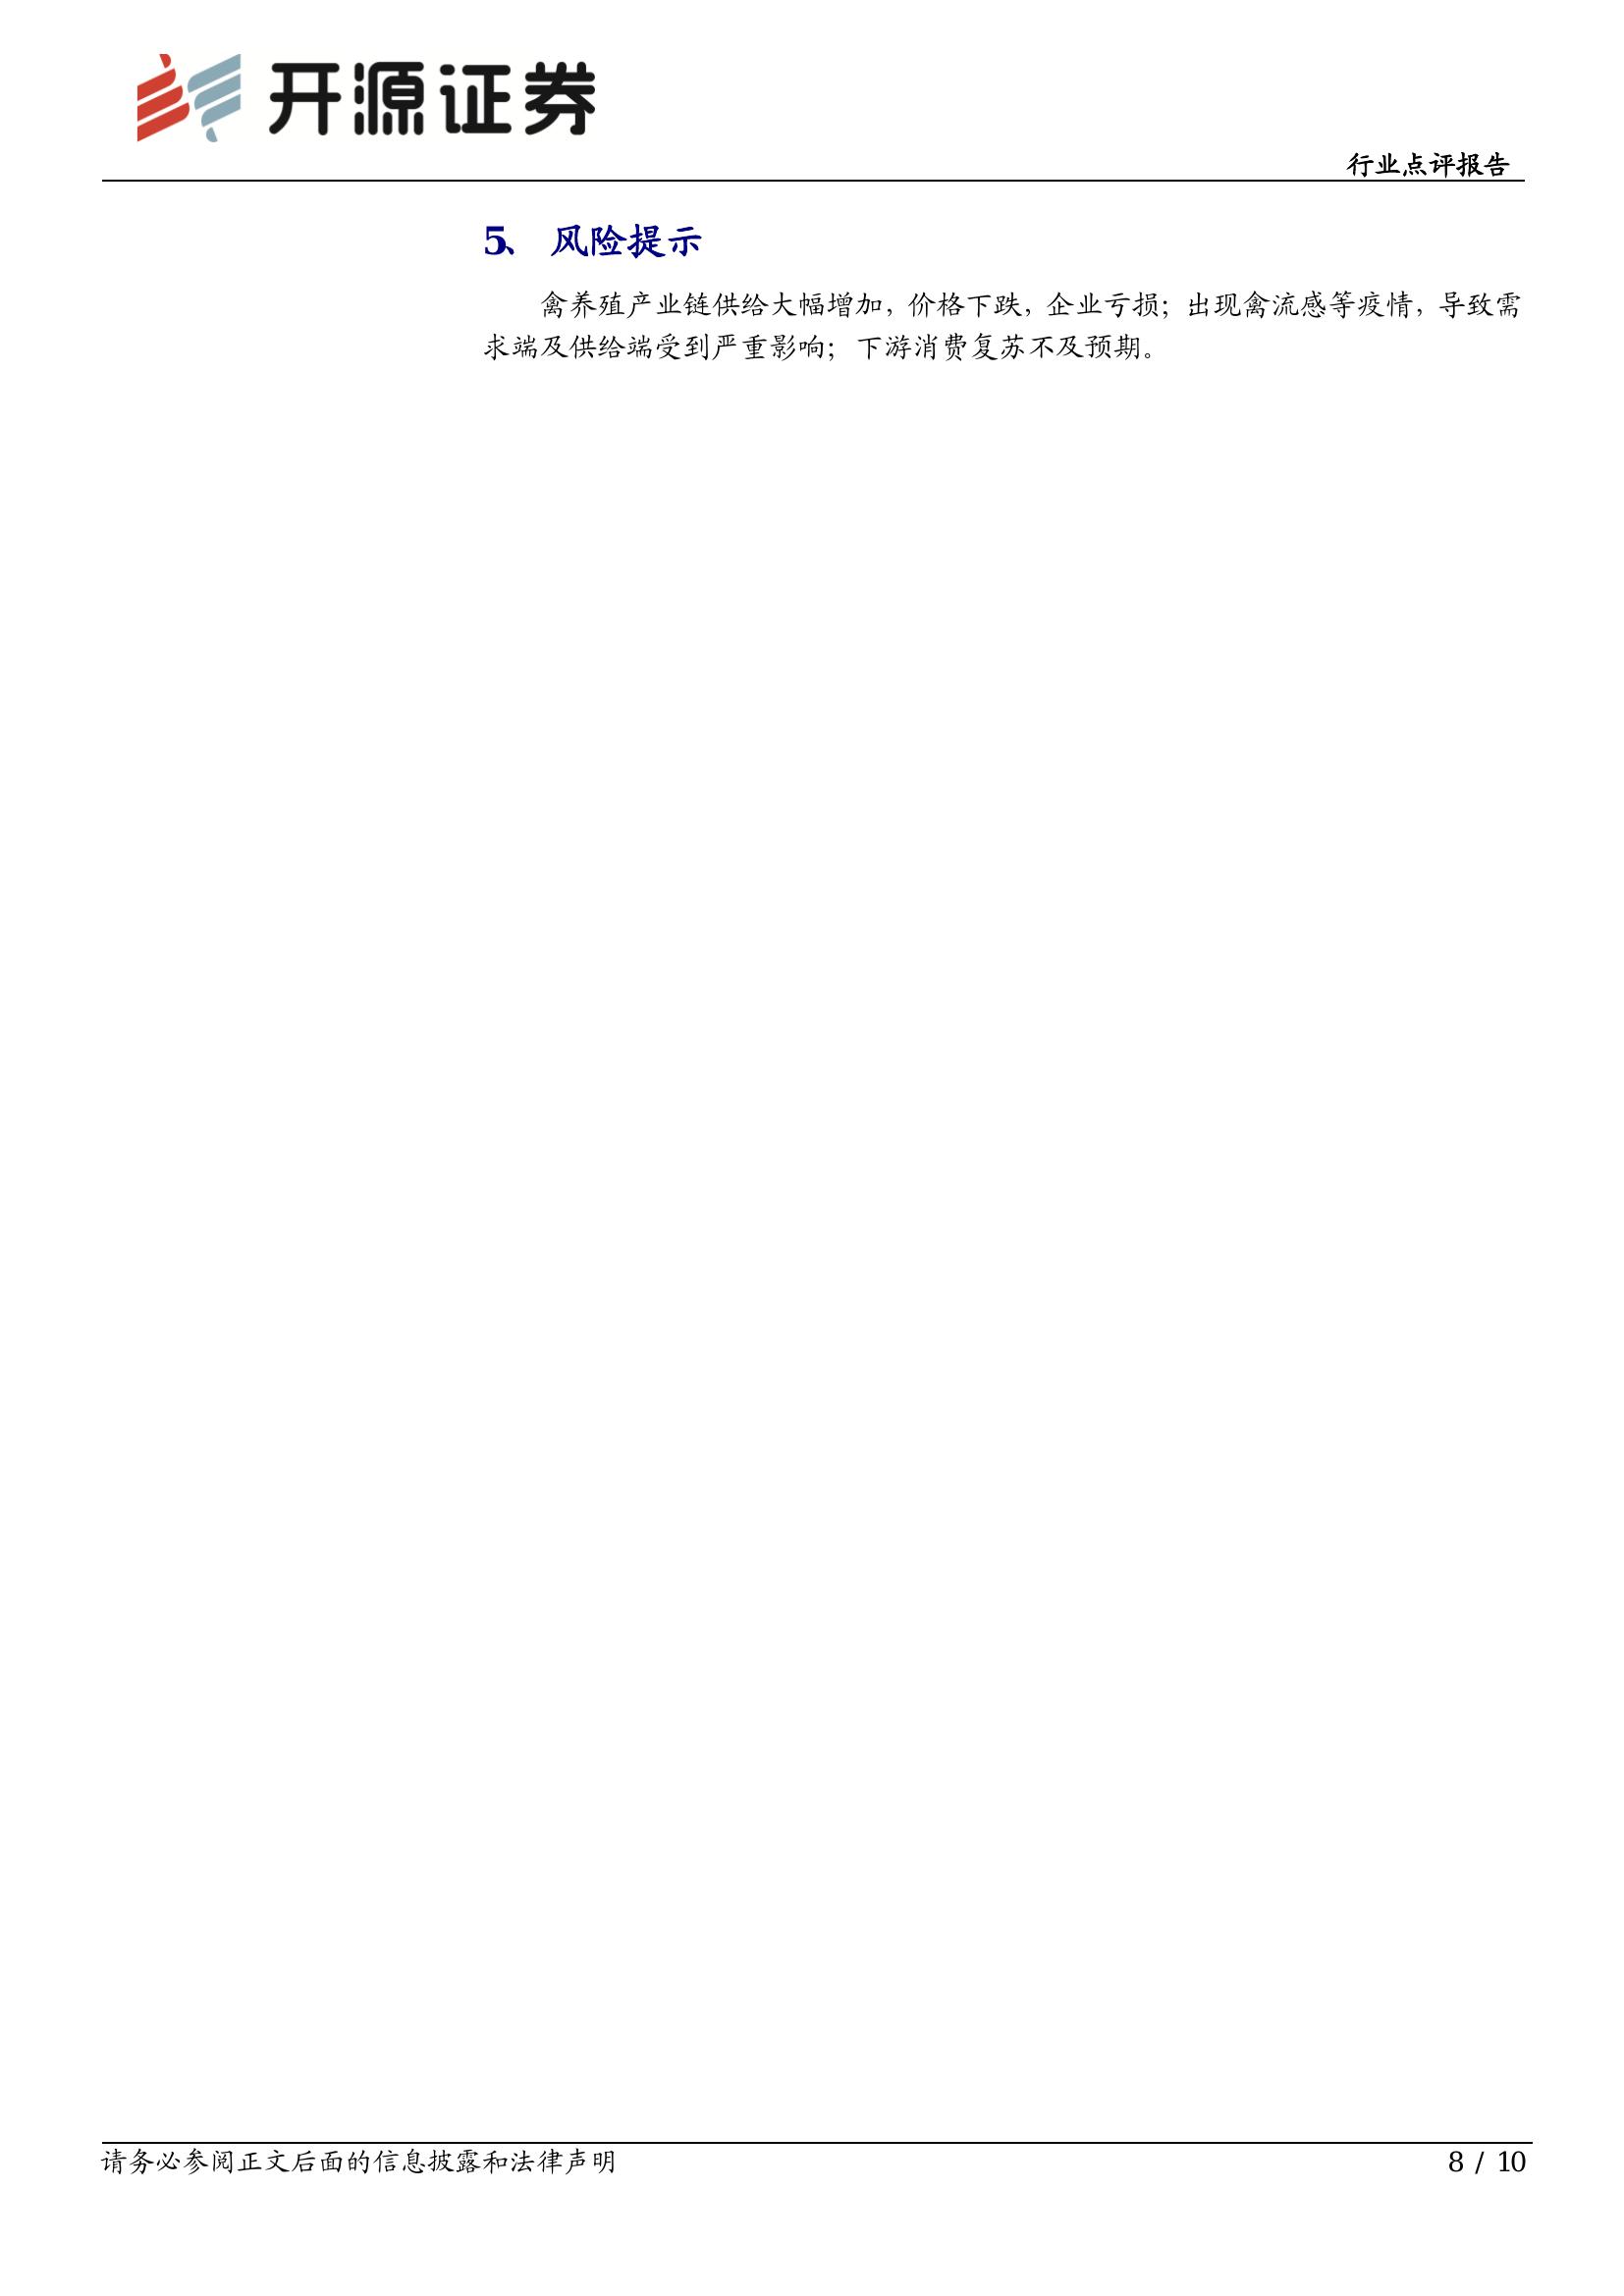 开源证券
行业点评报告
5、 风险提示
禽养殖产业链供给大幅增加，价格下跌，企业亏损；出现禽流感等疫情，导致需
求端及供给端受到严重影响；下游消费复苏不及预期。
请务必参阅正文后面的信息披露和法律声明
8 / 10